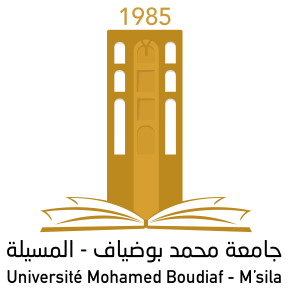 1985
جامعة محمد بوضياف - المسيلة
Université Mohamed Boudiaf - M'sila